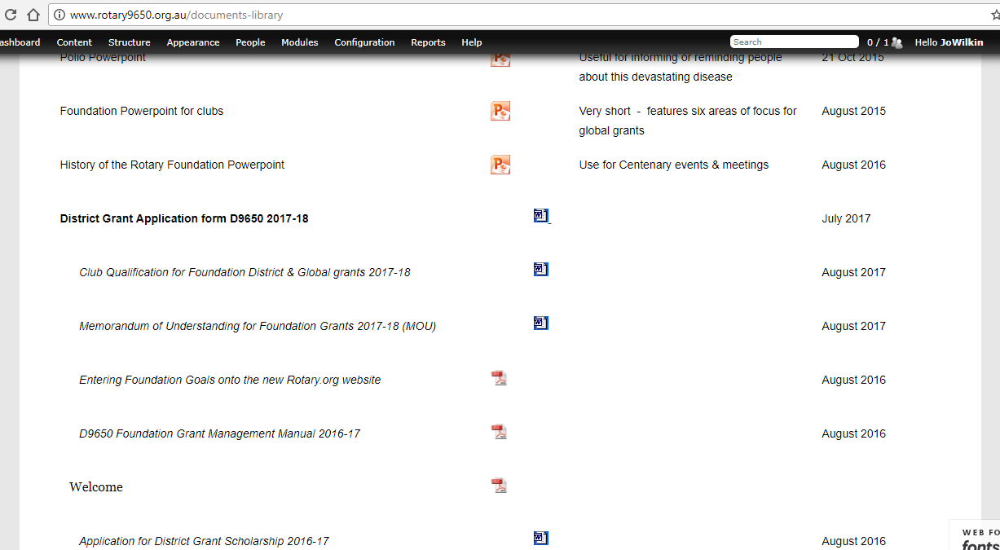 www.rotary9650.org.au/documents-library
ashboard Content Structure Appearance People Modules Configuration Reports Help Search 0 / 1 Hello JoWilkin
Polio Powerpoint Useful for informing or reminding people 21 Oct 2015
about this devastating disease
Foundation Powerpoint for clubs Very short - features six areas of focus for August 2015
global grants
History of the Rotary Foundation Powerpoint Use for Centenary events & meetings August 2016
District Grant Application form D9650 2017-18 July 2017
Club Qualification for Foundation District & Global grants 2017-18 August 2017
Memorandum of Understanding for Foundation Grants 2017-18 (MOU) August 2017
Entering Foundation Goals onto the new Rotary.org website August 2016
D9650 Foundation Grant Management Manual 2016-17 August 2016
Welcome
Application for District Grant Scholarship 2016-17 August 2016
WEB FO
fonts